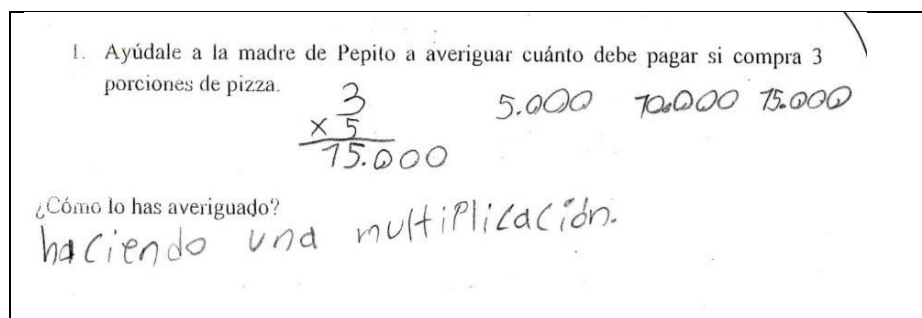 1. Ayúdale a la madre de Pepito a averiguar cuánto debe pagar si compra 3
porciones de pizza.
3
5.000 10.000 15.000
× 5
15.000
¿Cómo lo has averiguado?
haciendo una multiplicación.